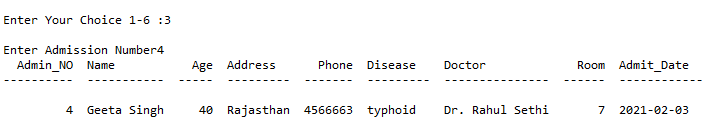 Enter Your Choice 1-6 :3
Enter Admission Number4
Admin_NO  Name           Age  Address       Phone  Disease    Doctor             Room  Admit_Date
----------  ------------  -----  ----------  -------  ---------  ---------------  ------  ------------
4  Geeta Singh     40  Rajasthan  4566663  typhoid    Dr. Rahul Sethi       7  2021-02-03